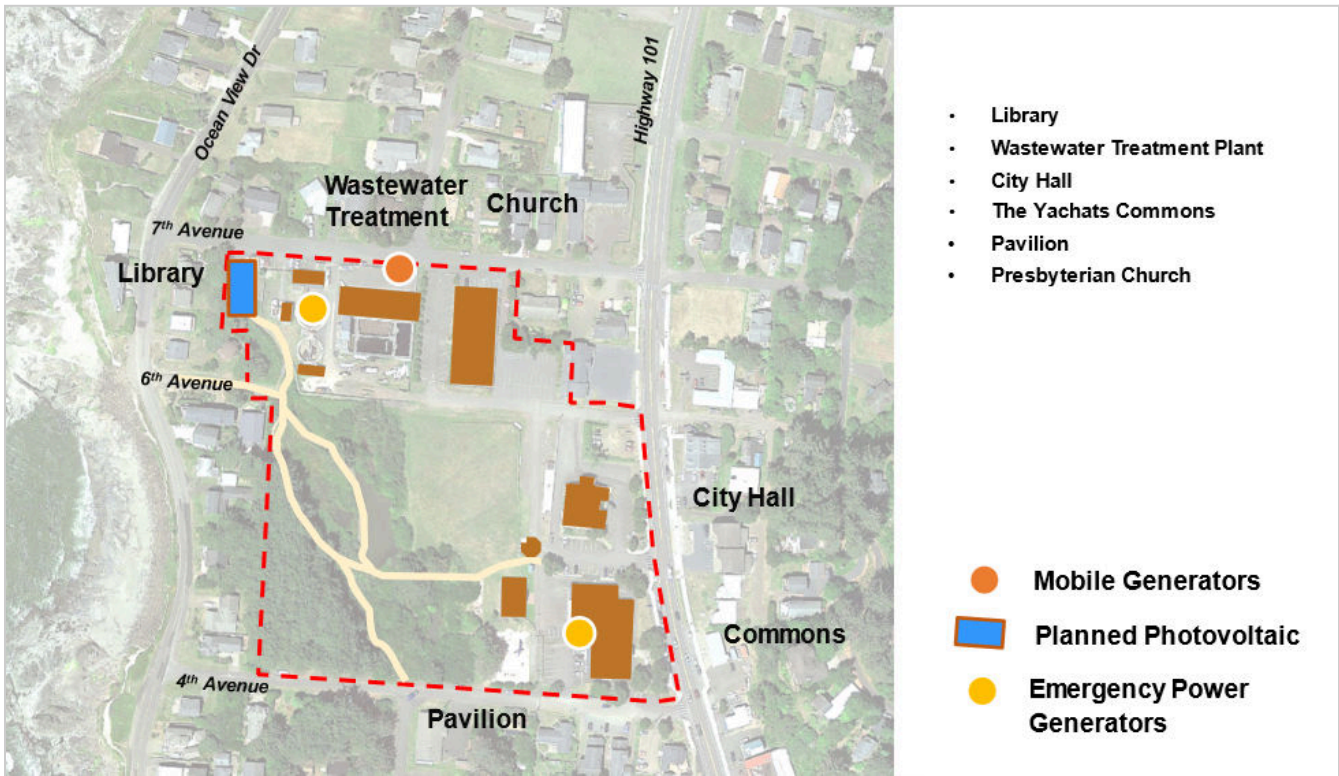 Ocean View Dr
Highway 101
Wastewater
Treatment
Church
7th Avenue
Library
6th Avenue
City Hall
Commons
4th Avenue
Pavilion
• Library
• Wastewater Treatment Plant
• City Hall
• The Yachats Commons
• Pavilion
• Presbyterian Church
Mobile Generators
Planned Photovoltaic
Emergency Power
Generators